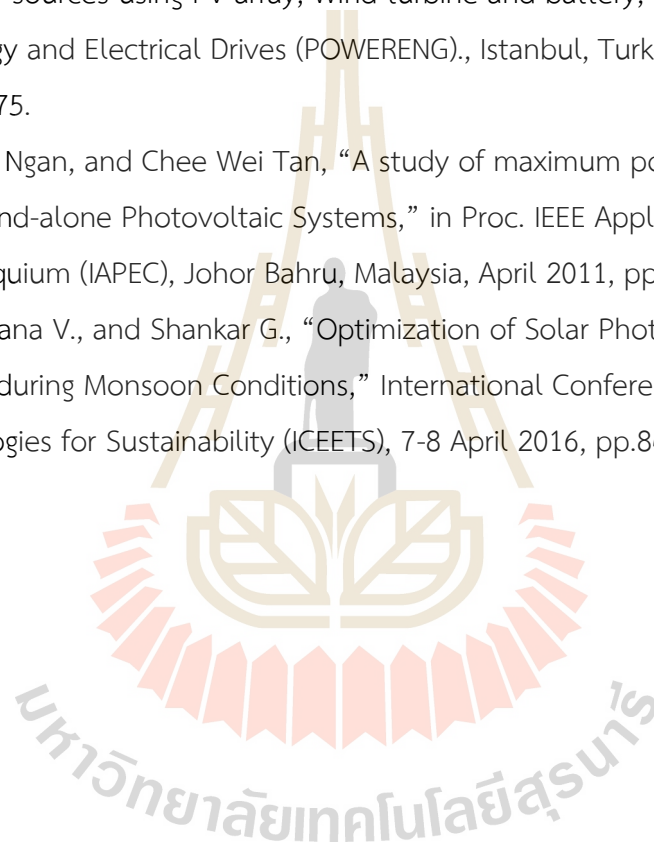 sources using PV array, wind turbine and battery,
gy and Electrical Drives (POWERENG)., Istanbul, Turk
75.
Ngan, and Chee Wei Tan, “A study of maximum po
nd-alone Photovoltaic Systems,” in Proc. IEEE Appl
quium (IAPEC), Johor Bahru, Malaysia, April 2011, pp
ana V., and Shankar G., “Optimization of Solar Phot
during Monsoon Conditions,” International Confere
ogies for Sustainability (ICEETS), 7-8 April 2016, pp.8
มหาวิทยาลัยเทคโนโลยีสุรนารี